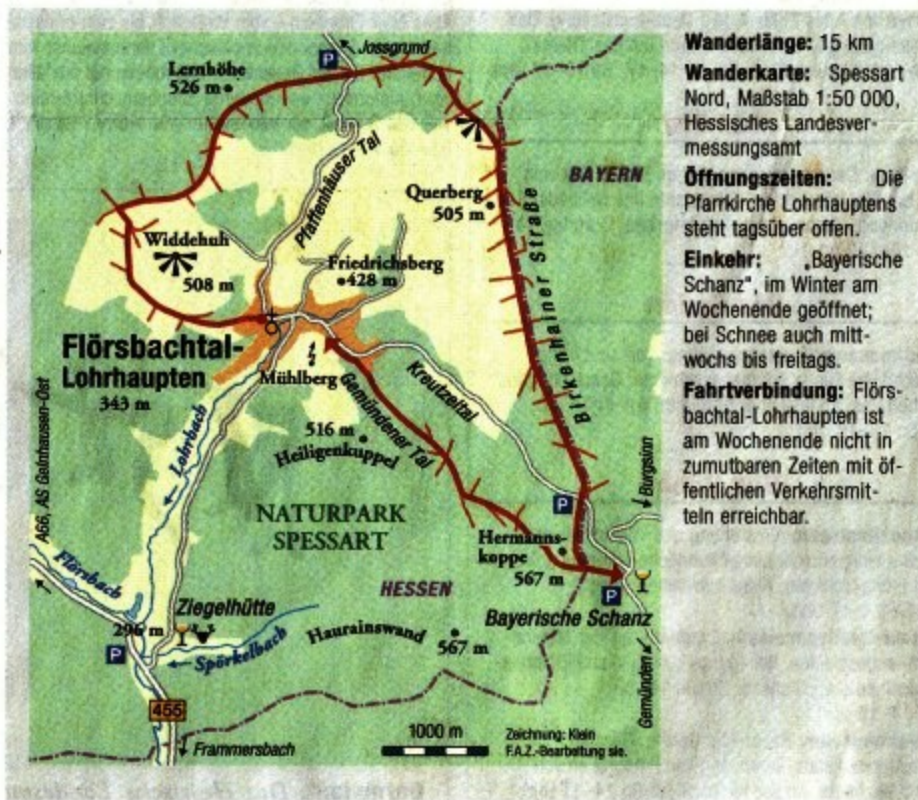 Jossgrund
P
Lernhöhe
526 m
Pfaffenhäuser Tal
BAYERN
Querberg
505 m
Birkenhainer Straße
Widdehuh
508 m
Friedrichsberg
428 m
Flörsbachtal-
Lohrhaupten
343 m
½
Mühlberg
Kreutzeltal
Gemündener Tal
516 m
Heiligenkuppel
Lohrbach
A66, AS Gelnhausen-Ost
NATURPARK
SPESSART
P
Burgsinn
Hermanns-
koppe
567 m
Flörsbach
HESSEN
P
Bayerische Schanz
Ziegelhütte
296 m
Haurainswand
567 m
P
Spörkelbach
Gemünden
455
Frammersbach
1000 m
Zeichnung: Klein
F.A.Z.-Bearbeitung sie.
Wanderlänge: 15 km
Wanderkarte: Spessart
Nord, Maßstab 1:50 000,
Hessisches Landesver-
messungsamt
Öffnungszeiten: Die
Pfarrkirche Lohrhauptens
steht tagsüber offen.
Einkehr: „Bayerische
Schanz", im Winter am
Wochenende geöffnet;
bei Schnee auch mitt-
wochs bis freitags.
Fahrtverbindung: Flörs-
bachtal-Lohrhaupten ist
am Wochenende nicht in
zumutbaren Zeiten mit öf-
fentlichen Verkehrsmit-
teln erreichbar.